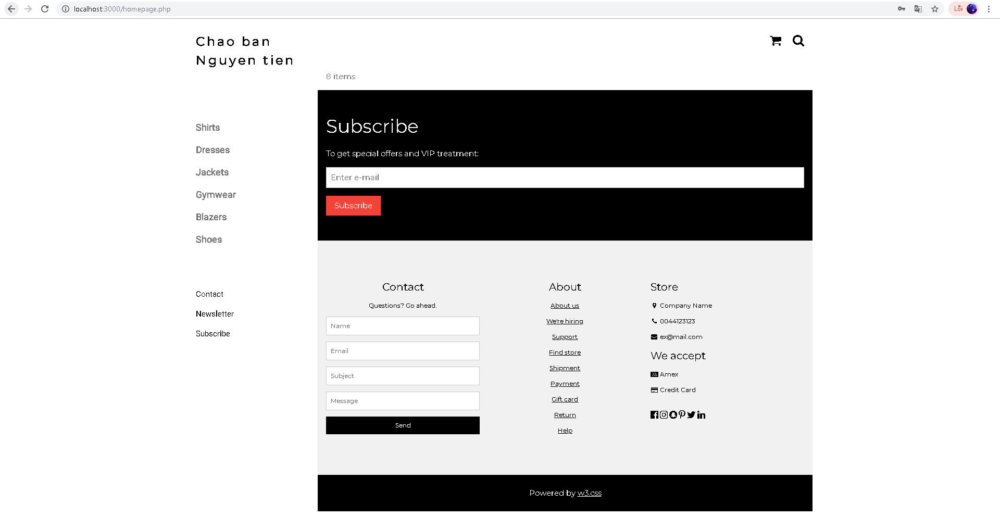 localhost:3000/homepage.php
Lỗi
Chao ban
Nguyen tien
8 items
Shirts
Dresses
Jackets
Gymwear
Blazers
Shoes
Contact
Newsletter
Subscribe
Subscribe
To get special offers and VIP treatment:
Enter e-mail
Subscribe
Contact
Questions? Go ahead.
Name
Email
Subject
Message
Send
About
About us
We're hiring
Support
Find store
Shipment
Payment
Gift card
Return
Help
Store
Company Name
0044123123
ex@mail.com
We accept
Amex
Credit Card
Powered by w3.css